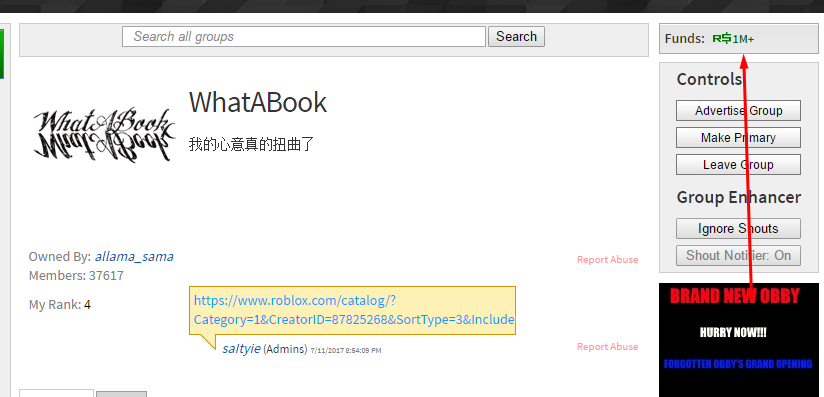 Search all groups
Search
Funds: R$ 1M+
WhatABook
WhatABook
我的心意真的扭曲了
Controls
Advertise Group
Make Primary
Leave Group
Group Enhancer
Ignore Shouts
Shout Notifier: On
Owned By: allama_sama
Report Abuse
Members: 37617
My Rank: 4
https://www.roblox.com/catalog/?
Category=1&CreatorID=87825268&SortType=3&Include
saltyie (Admins) 7/11/2017 8:54:09 PM
Report Abuse
BRAND NEW OBBY
HURRY NOW!!!
FORGOTTEN OBBY'S GRAND OPENING